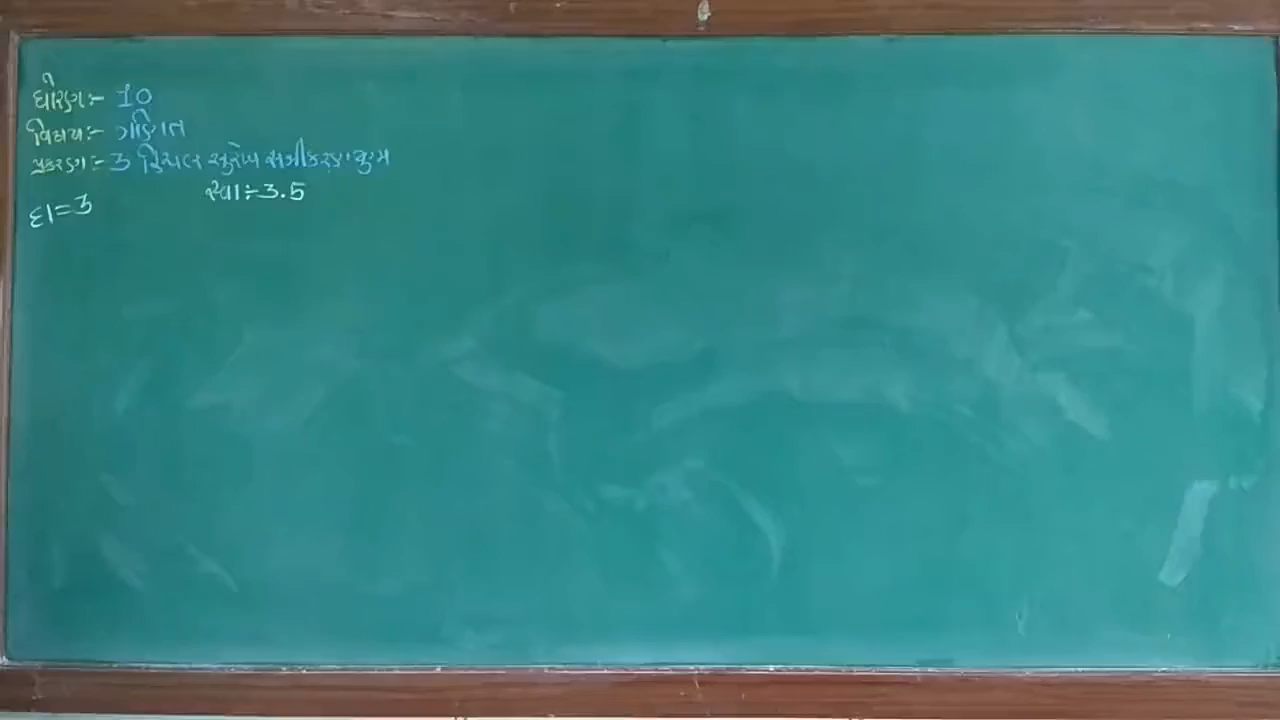 ધોરણ:- 10
વિષય:- ગણિત
પ્રકરણ:- 3 દ્વિચલ સુરેખ સમીકરણયુગ્મ
સ્વા÷3.5
દા=3